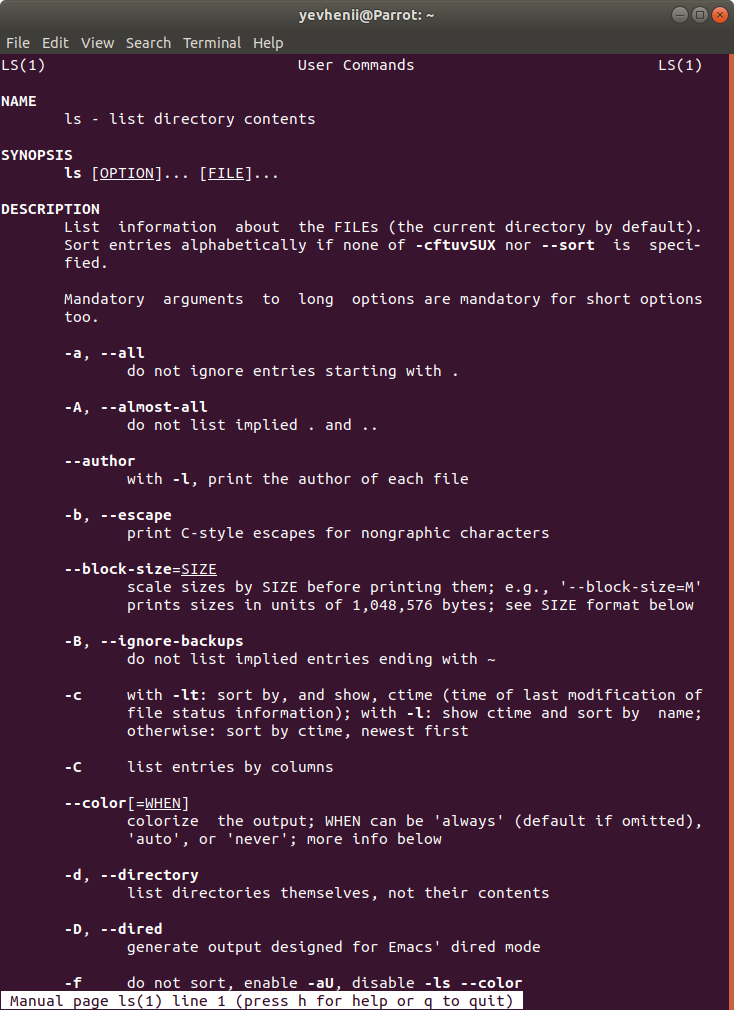 yevhenii@Parrot: ~
File Edit View Search Terminal Help
LS(1) User Commands LS(1)
NAME
ls - list directory contents
SYNOPSIS
ls [OPTION]... [FILE]...
DESCRIPTION
List information about the FILEs (the current directory by default).
Sort entries alphabetically if none of -cftuvSUX nor --sort is speci-
fied.
Mandatory arguments to long options are mandatory for short options
too.
-a, --all
do not ignore entries starting with .
-A, --almost-all
do not list implied . and ..
--author
with -l, print the author of each file
-b, --escape
print C-style escapes for nongraphic characters
--block-size=SIZE
scale sizes by SIZE before printing them; e.g., '--block-size=M'
prints sizes in units of 1,048,576 bytes; see SIZE format below
-B, --ignore-backups
do not list implied entries ending with ~
-c with -lt: sort by, and show, ctime (time of last modification of
file status information); with -l: show ctime and sort by name;
otherwise: sort by ctime, newest first
-C list entries by columns
--color[=WHEN]
colorize the output; WHEN can be 'always' (default if omitted),
'auto', or 'never'; more info below
-d, --directory
list directories themselves, not their contents
-D, --dired
generate output designed for Emacs' dired mode
-f do not sort, enable -aU, disable -ls --color
Manual page ls(1) line 1 (press h for help or q to quit)